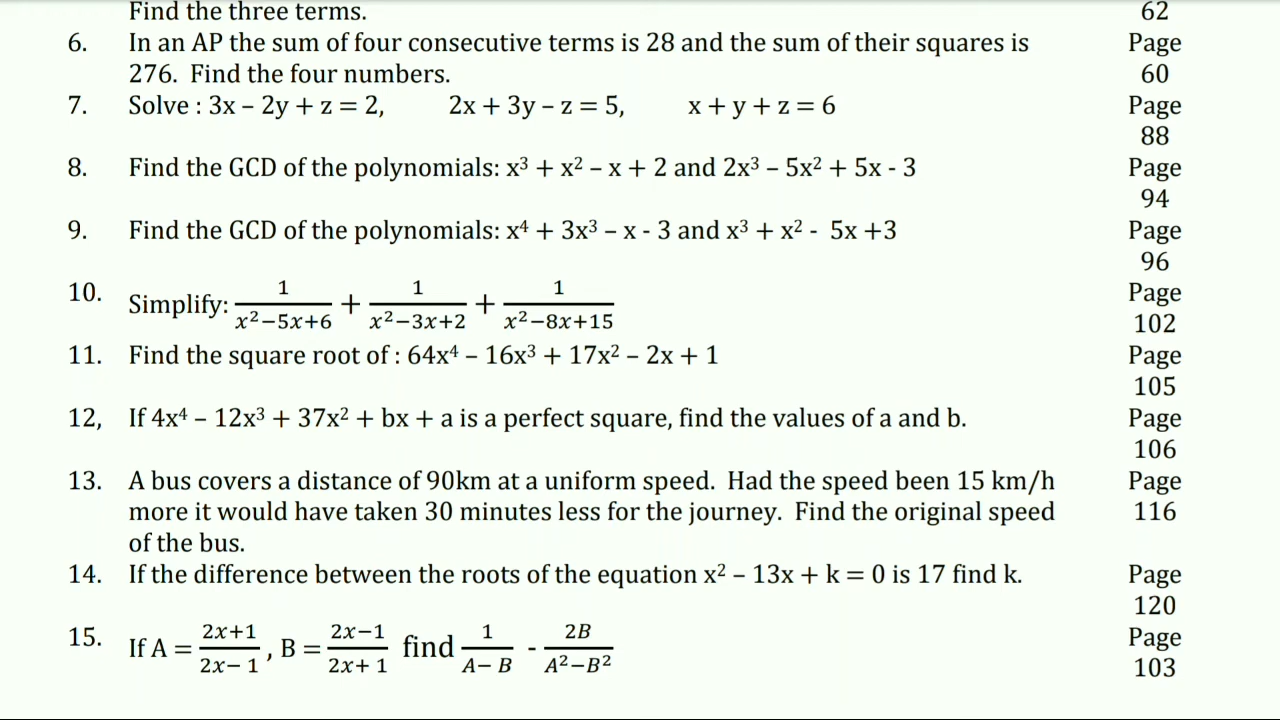 Find the three terms. 62
6. In an AP the sum of four consecutive terms is 28 and the sum of their squares is Page
276. Find the four numbers. 60
7. Solve : 3x – 2y + z = 2, 2x + 3y – z = 5, x + y + z = 6 Page
88
8. Find the GCD of the polynomials: x³ + x² – x + 2 and 2x³ – 5x² + 5x - 3 Page
94
9. Find the GCD of the polynomials: x⁴ + 3x³ – x - 3 and x³ + x² - 5x +3 Page
96
10. Simplify: 1/(x²−5x+6) + 1/(x²−3x+2) + 1/(x²−8x+15) Page
102
11. Find the square root of : 64x⁴ – 16x³ + 17x² – 2x + 1 Page
105
12, If 4x⁴ – 12x³ + 37x² + bx + a is a perfect square, find the values of a and b. Page
106
13. A bus covers a distance of 90km at a uniform speed. Had the speed been 15 km/h Page
more it would have taken 30 minutes less for the journey. Find the original speed 116
of the bus.
14. If the difference between the roots of the equation x² – 13x + k = 0 is 17 find k. Page
120
15. If A = (2x+1)/(2x− 1) , B = (2x−1)/(2x+ 1) find 1/(A− B) - 2B/(A²−B²) Page
103